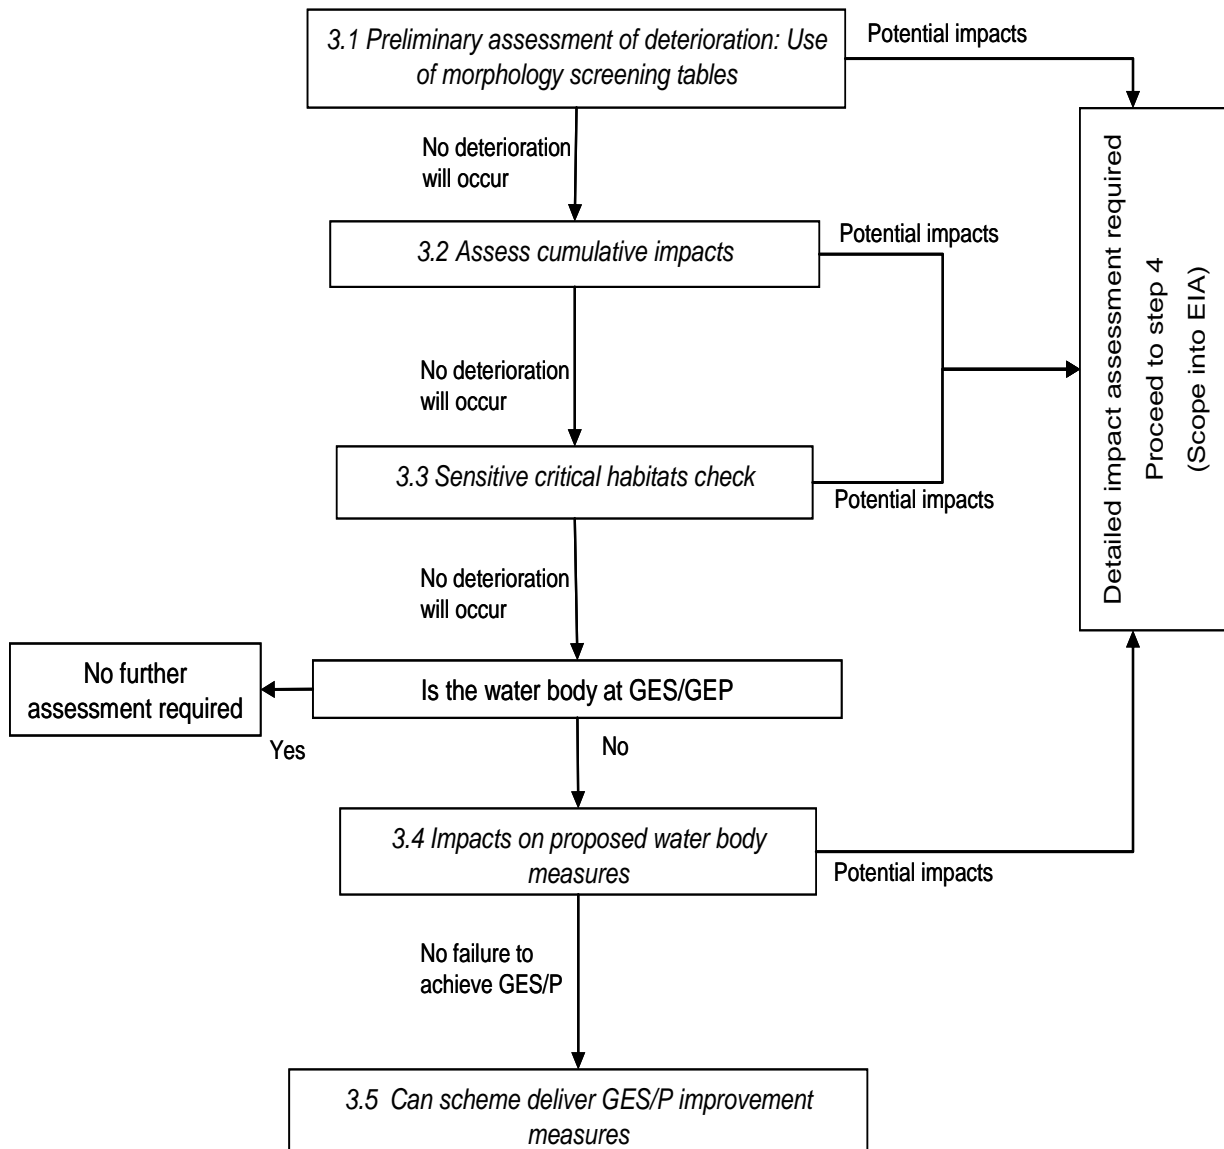 3.1 Preliminary assessment of deterioration: Use
of morphology screening tables
Potential impacts
No deterioration
will occur
3.2 Assess cumulative impacts
Potential impacts
Detailed impact assessment required
Proceed to step 4
(Scope into EIA)
No deterioration
will occur
3.3 Sensitive critical habitats check
Potential impacts
No deterioration
will occur
No further
assessment required
Is the water body at GES/GEP
Yes
No
3.4 Impacts on proposed water body
measures
Potential impacts
No failure to
achieve GES/P
3.5 Can scheme deliver GES/P improvement
measures